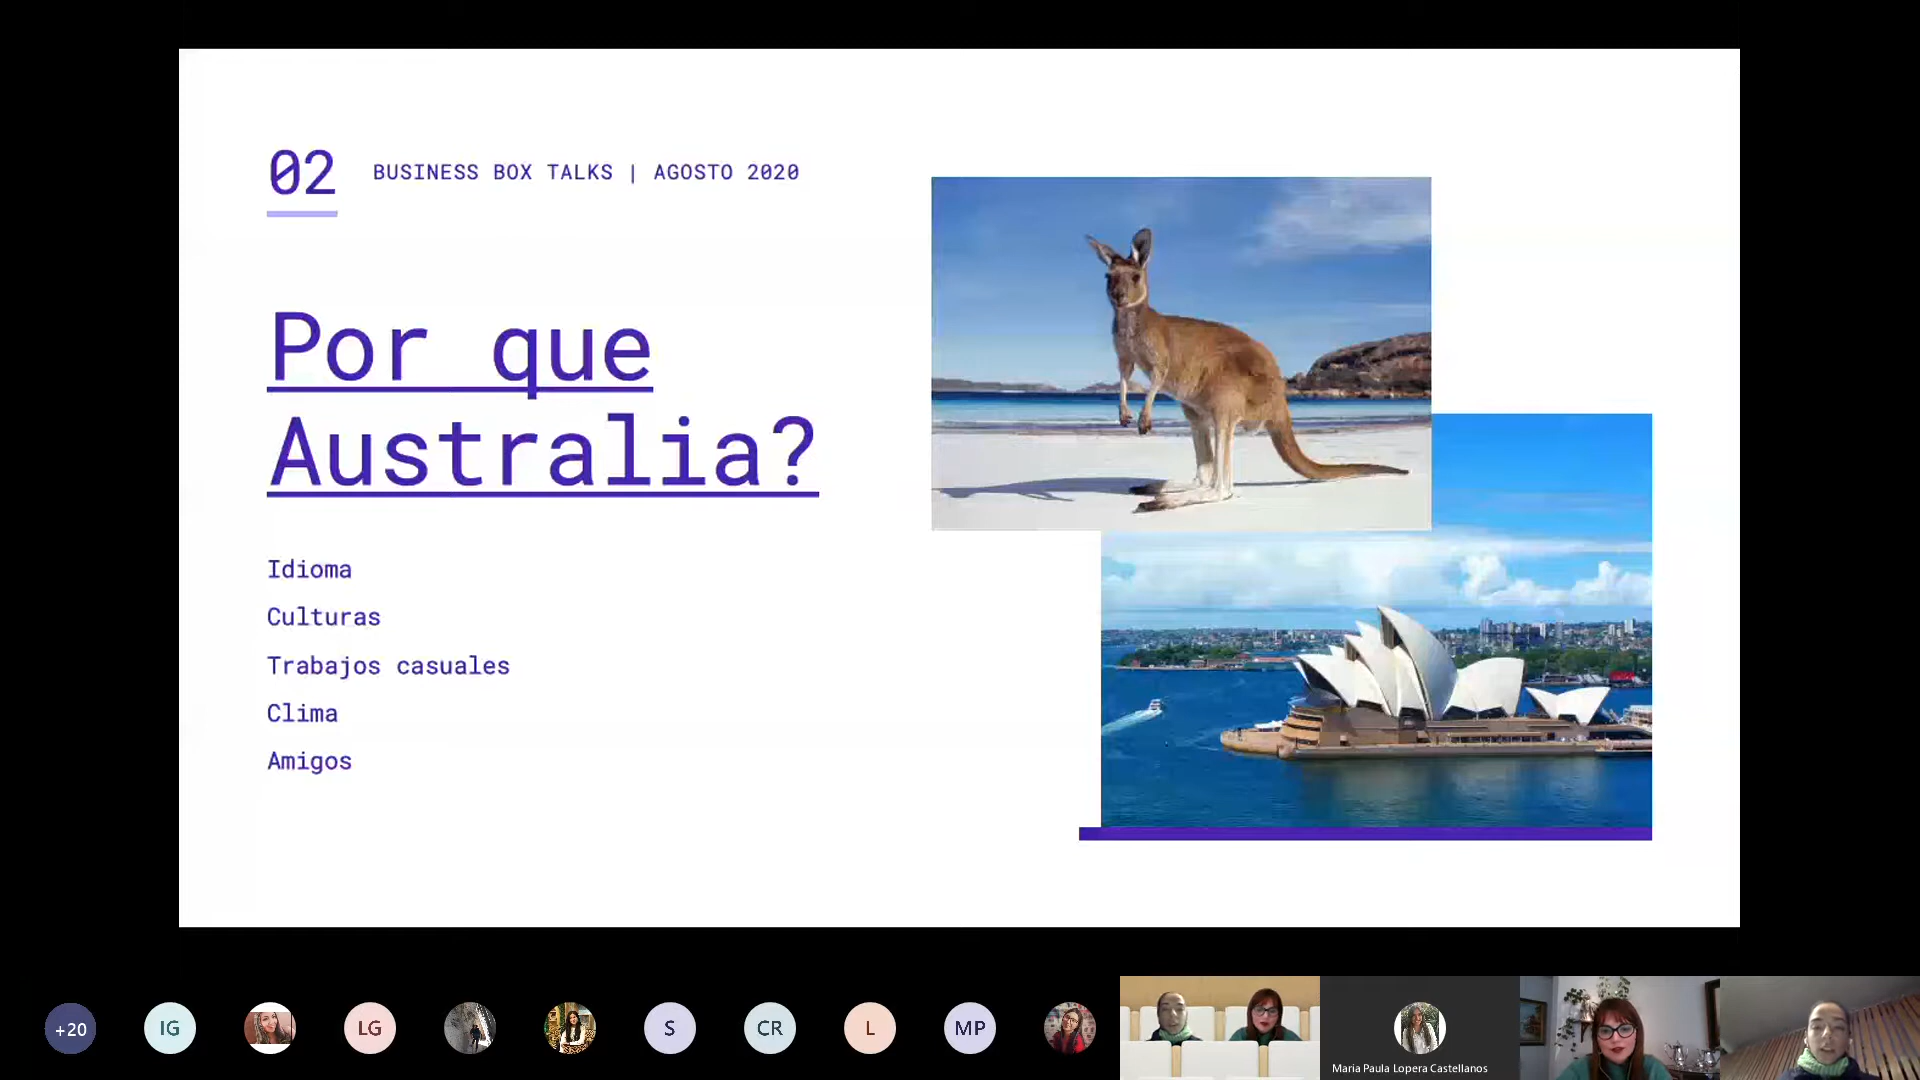 02
BUSINESS BOX TALKS | AGOSTO 2020
Por que
Australia?
Idioma
Culturas
Trabajos casuales
Clima
Amigos
+20
IG
LG
S
CR
L
MP
Maria Paula Lopera Castellanos